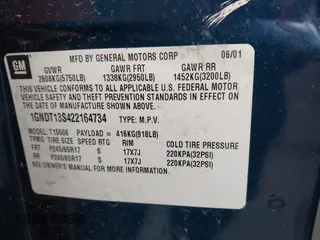 GM
MFD BY GENERAL MOTORS CORP 06/01
GVWR GAWR FRT GAWR RR
2608KG(5750LB) 1338KG(2950LB) 1452KG(3200LB)
THIS VEHICLE CONFORMS TO ALL APPLICABLE U.S. FEDERAL MOTOR
VEHICLE SAFETY AND THEFT PREVENTION STANDARDS IN EFFECT ON
THE DATE OF MANUFACTURE SHOWN ABOVE.
1GNDT13S422164734 TYPE: M.P.V.
MODEL: T15506 PAYLOAD = 416KG(918LB)
TIRE SIZE SPEED RTG RIM COLD TIRE PRESSURE
FRT P245/65R17 S 17X7J 220KPA(32PSI)
RR P245/65R17 S 17X7J 220KPA(32PSI)
SEE OWNER'S MANUAL FOR MORE INFORMATION.